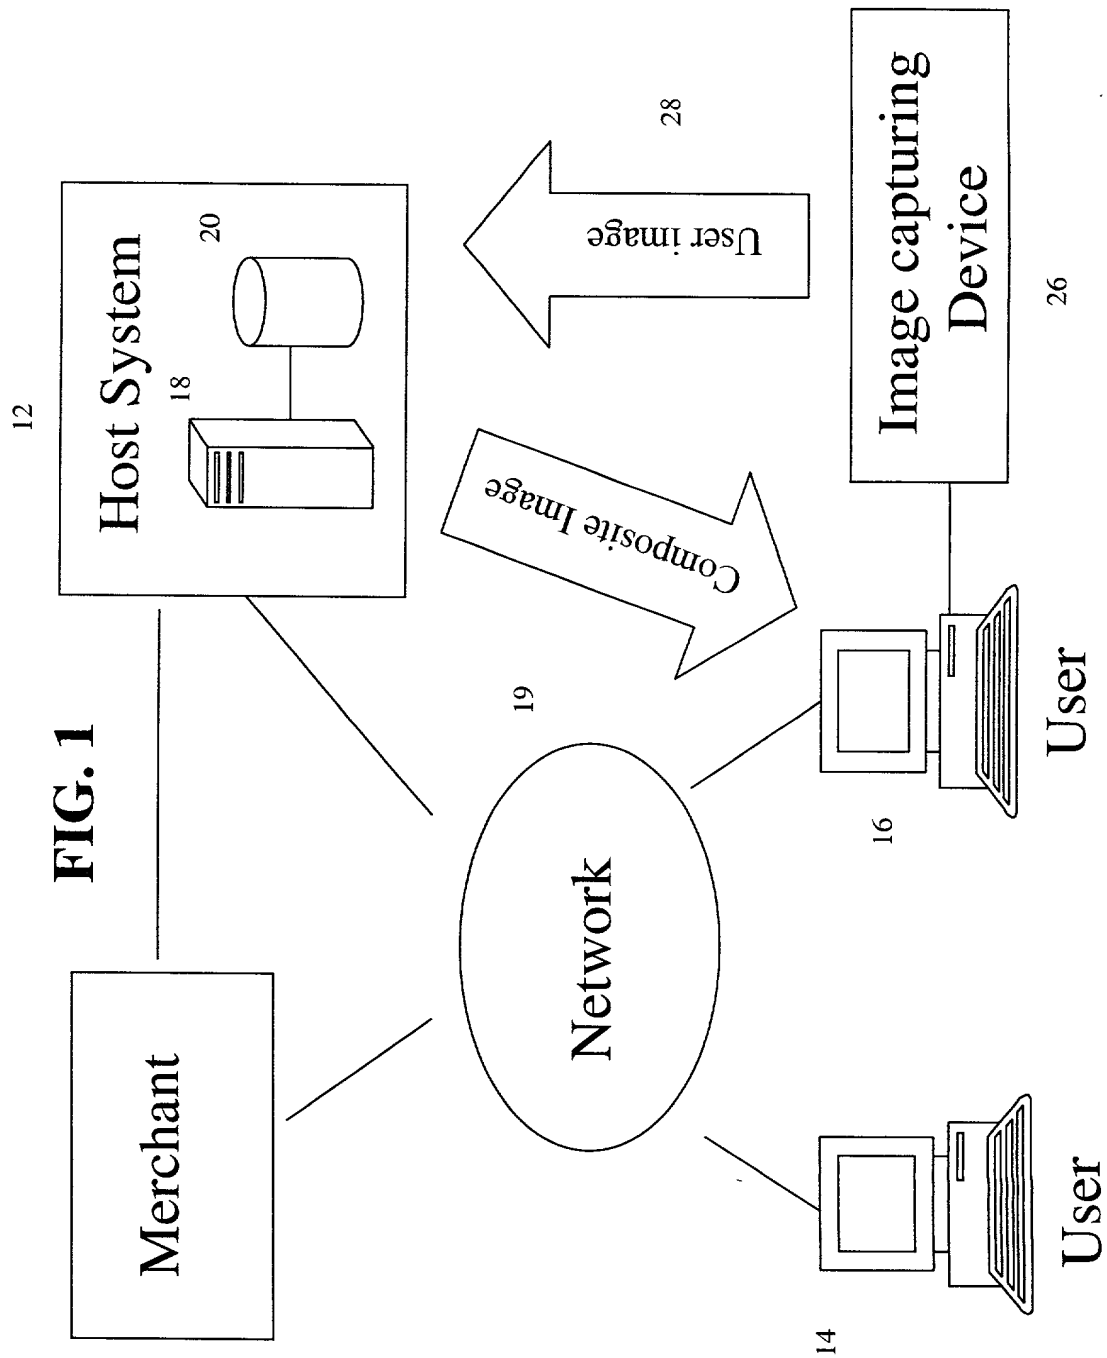 FIG. 1
Merchant
12
Host System
18
20
Network
19
Composite Image
User image
28
14
User
16
User
Image capturing
Device
26